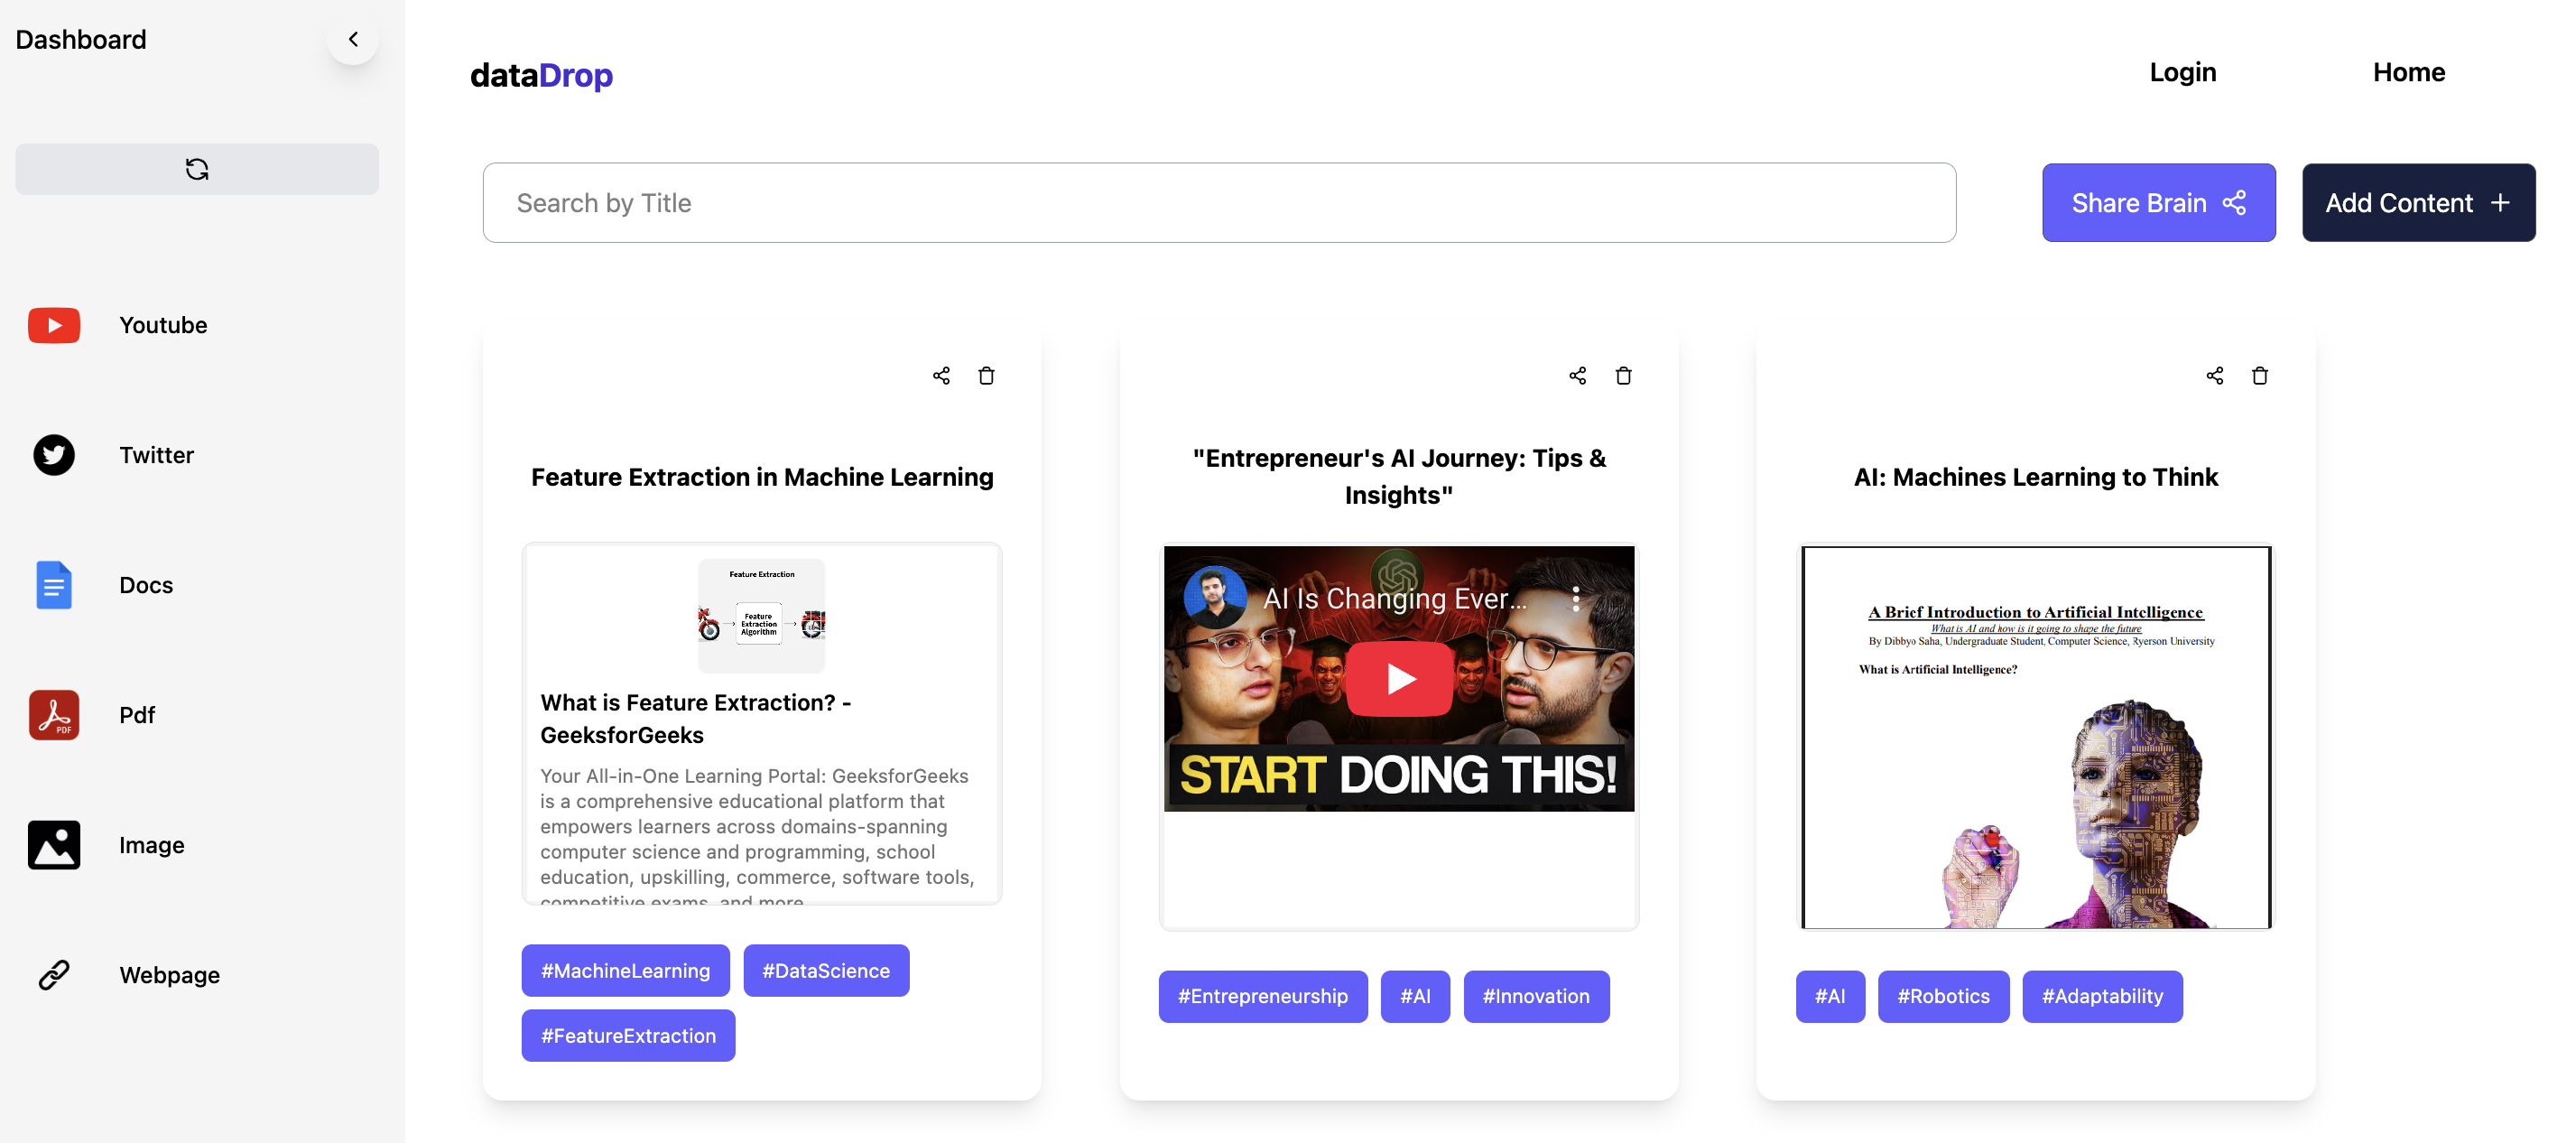 Dashboard
dataDrop
Login
Home
Search by Title
Share Brain
Add Content
Youtube
Twitter
Docs
Pdf
PDF
Image
Webpage
Feature Extraction in Machine Learning
Feature Extraction
Feature
Extraction
Algorithm
What is Feature Extraction? -
GeeksforGeeks
Your All-in-One Learning Portal: GeeksforGeeks
is a comprehensive educational platform that
empowers learners across domains-spanning
computer science and programming, school
education, upskilling, commerce, software tools,
competitive exams, and more
#MachineLearning
#DataScience
#FeatureExtraction
"Entrepreneur's AI Journey: Tips &
Insights"
AI Is Changing Ever...
START DOING THIS!
#Entrepreneurship
#AI
#Innovation
AI: Machines Learning to Think
A Brief Introduction to Artificial Intelligence
What is AI and how is it going to shape the future
By Dibbyo Saha, Undergraduate Student, Computer Science, Ryerson University
What is Artificial Intelligence?
#AI
#Robotics
#Adaptability